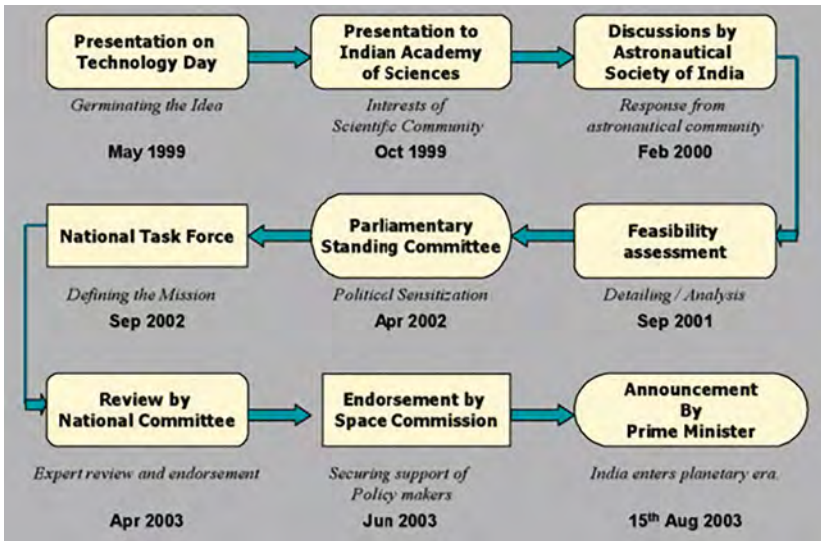 Presentation on
Technology Day
Germinating the Idea
May 1999
Presentation to
Indian Academy
of Sciences
Interests of
Scientific Community
Oct 1999
Discussions by
Astronautical
Society of India
Response from
astronautical community
Feb 2000
Feasibility
assessment
Detailing / Analysis
Sep 2001
Parliamentary
Standing Committee
Political Sensitization
Apr 2002
National Task Force
Defining the Mission
Sep 2002
Review by
National Committee
Expert review and endorsement
Apr 2003
Endorsement by
Space Commission
Securing support of
Policy makers
Jun 2003
Announcement
By
Prime Minister
India enters planetary era.
15th Aug 2003